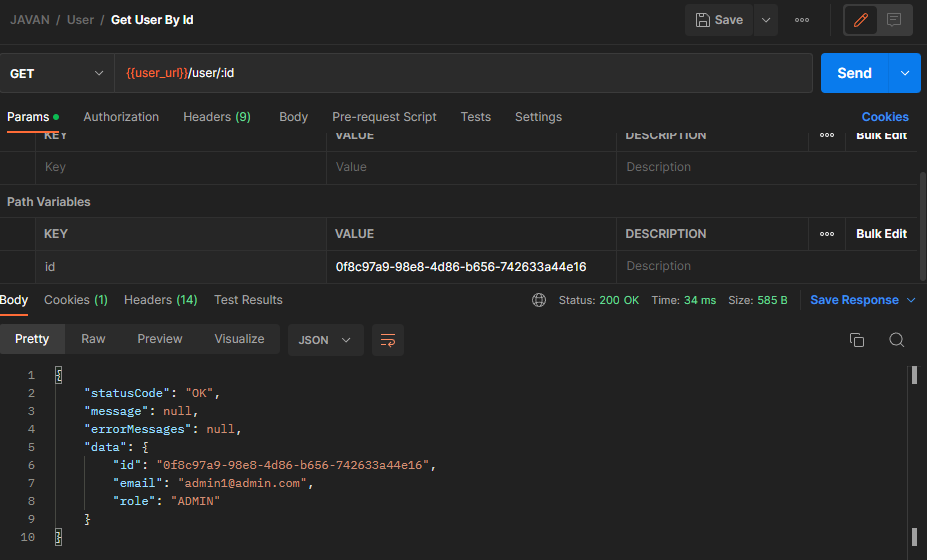 JAVAN / User / Get User By Id
Save
GET
{{user_url}}/user/:id
Send
Params
Authorization
Headers (9)
Body
Pre-request Script
Tests
Settings
Cookies
KEY
VALUE
DESCRIPTION
Bulk Edit
Key
Value
Description
Path Variables
KEY
VALUE
DESCRIPTION
Bulk Edit
id
0f8c97a9-98e8-4d86-b656-742633a44e16
Description
Body
Cookies (1)
Headers (14)
Test Results
Status: 200 OK
Time: 34 ms
Size: 585 B
Save Response
Pretty
Raw
Preview
Visualize
JSON
1 {
2 "statusCode": "OK",
3 "message": null,
4 "errorMessages": null,
5 "data": {
6 "id": "0f8c97a9-98e8-4d86-b656-742633a44e16",
7 "email": "admin1@admin.com",
8 "role": "ADMIN"
9 }
10 }